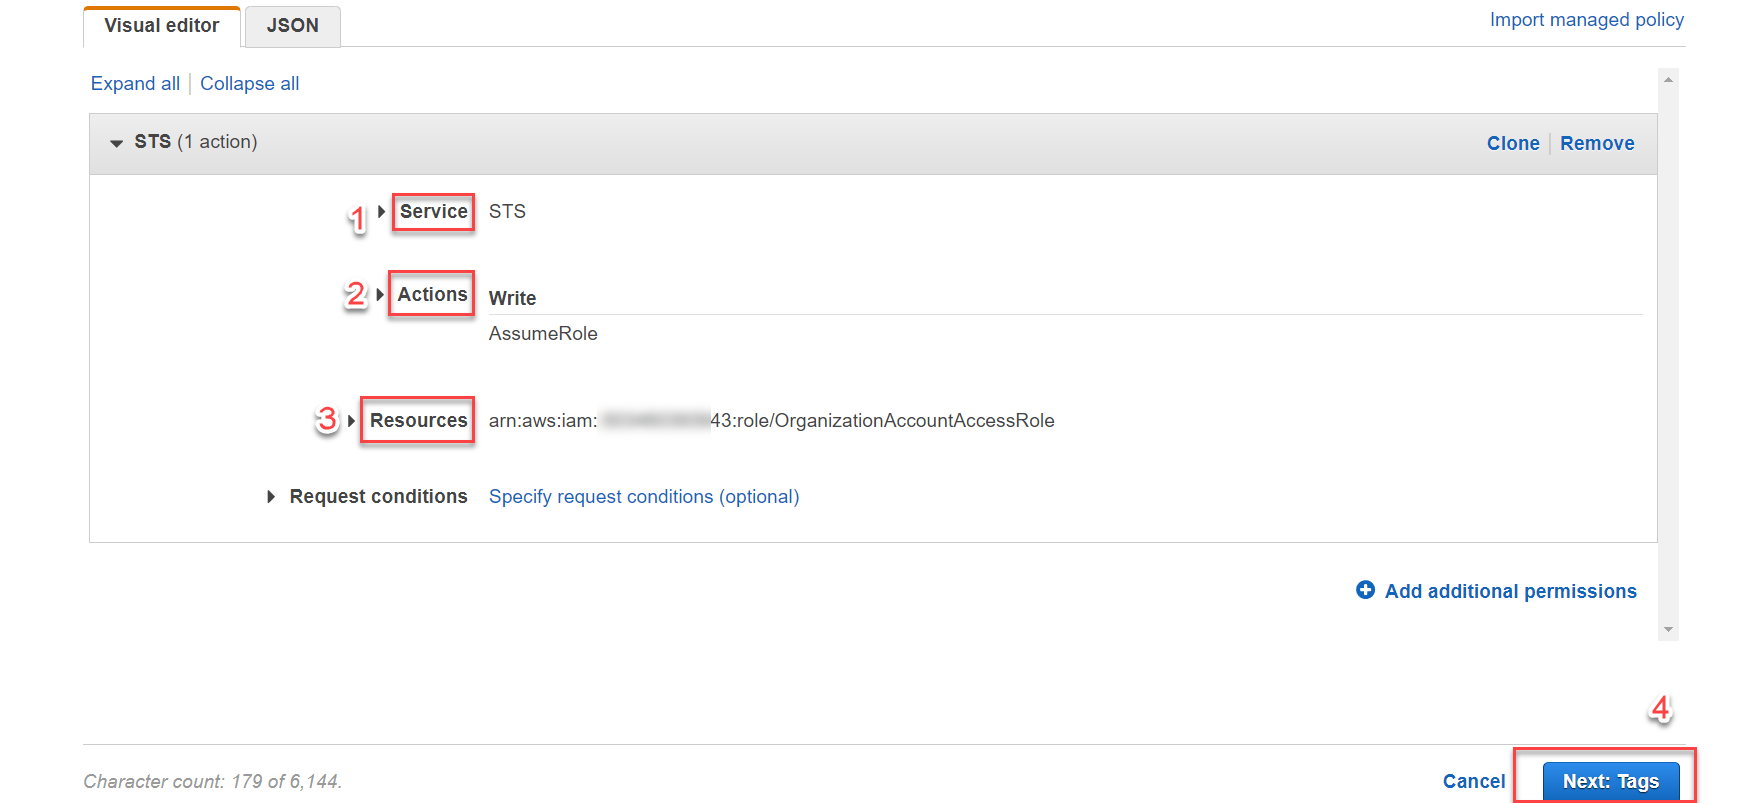 Visual editor JSON Import managed policy
Expand all Collapse all
STS (1 action) Clone Remove
1 Service STS
2 Actions Write
AssumeRole
3 Resources arn:aws:iam: 43:role/OrganizationAccountAccessRole
Request conditions Specify request conditions (optional)
Add additional permissions
4
Character count: 179 of 6,144. Cancel Next: Tags